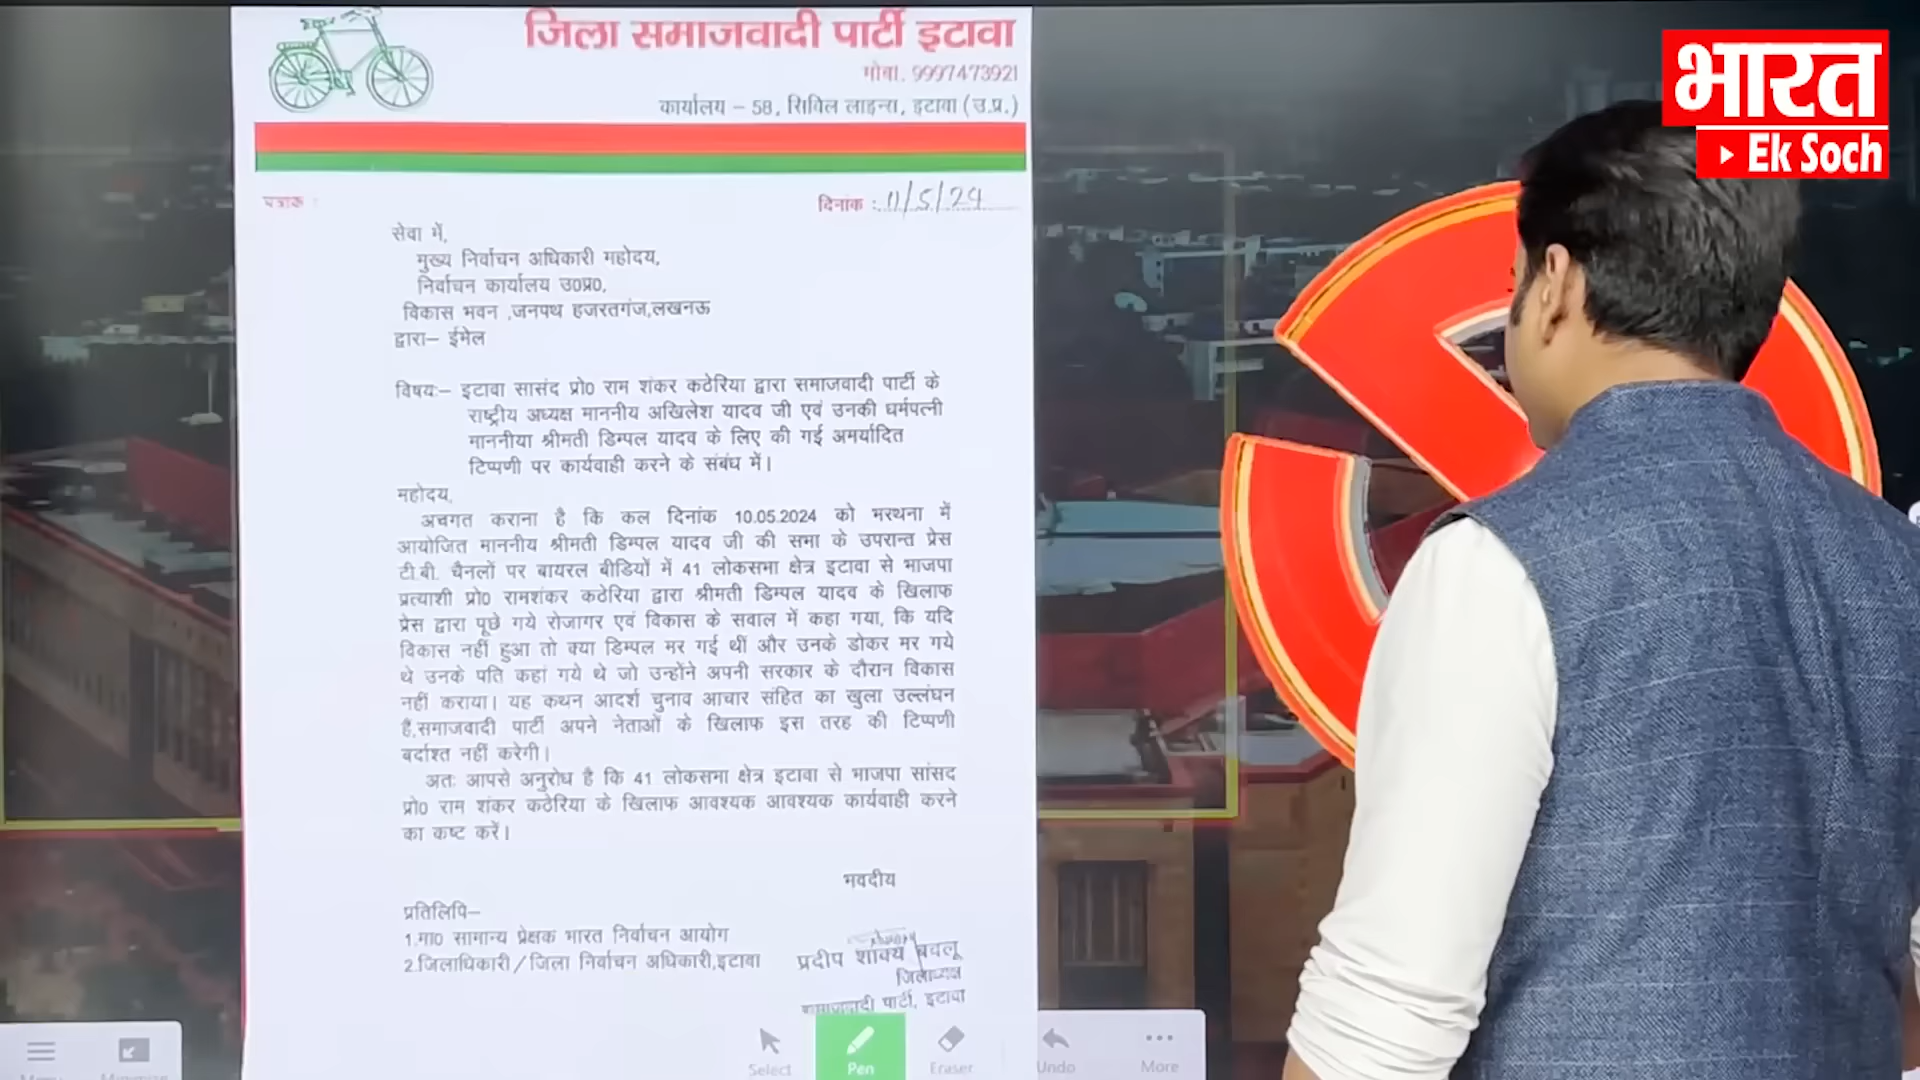 जिला समाजवादी पार्टी इटावा
मोबा. 9997473921
कार्यालय – 58, सिविल लाइन्स, इटावा (उ.प्र.)
पत्रांक :
दिनांक : 11/5/24
सेवा में,
मुख्य निर्वाचन अधिकारी महोदय,
निर्वाचन कार्यालय उ0प्र0,
विकास भवन ,जनपथ हजरतगंज,लखनऊ
द्वारा– ईमेल
विषयः– इटावा सासंद प्रो0 राम शंकर कठेरिया द्वारा समाजवादी पार्टी के
राष्ट्रीय अध्यक्ष माननीय अखिलेश यादव जी एवं उनकी धर्मपत्नी
माननीया श्रीमती डिम्पल यादव के लिए की गई अमर्यादित
टिप्पणी पर कार्यवाही करने के संबंध में।
महोदय,
अवगत कराना है कि कल दिनांक 10.05.2024 को भरथना में
आयोजित माननीय श्रीमती डिम्पल यादव जी की सभा के उपरान्त प्रेस
टी.बी. चैनलों पर बायरल बीडियों में 41 लोकसभा क्षेत्र इटावा से भाजपा
प्रत्याशी प्रो0 रामशंकर कठेरिया द्वारा श्रीमती डिम्पल यादव के खिलाफ
प्रेस द्वारा पूछे गये रोजागर एवं विकास के सवाल में कहा गया, कि यदि
विकास नहीं हुआ तो क्या डिम्पल मर गई थीं और उनके डोकर मर गये
थे उनके पति कहां गये थे जो उन्होंने अपनी सरकार के दौरान विकास
नहीं कराया। यह कथन आदर्श चुनाव आचार संहित का खुला उल्लंघन
है,समाजवादी पार्टी अपने नेताओं के खिलाफ इस तरह की टिप्पणी
बर्दाश्त नहीं करेगी।
अतः आपसे अनुरोध है कि 41 लोकसभा क्षेत्र इटावा से भाजपा सांसद
प्रो0 राम शंकर कठेरिया के खिलाफ आवश्यक आवश्यक कार्यवाही करने
का कष्ट करें।
भवदीय
प्रतिलिपि–
1.मा0 सामान्य प्रेक्षक भारत निर्वाचन आयोग
2.जिलाधिकारी/जिला निर्वाचन अधिकारी,इटावा
प्रदीप शाक्य बबलू
जिलाध्यक्ष
समाजवादी पार्टी, इटावा
Select
Pen
Eraser
Undo
More
भारत
Ek Soch